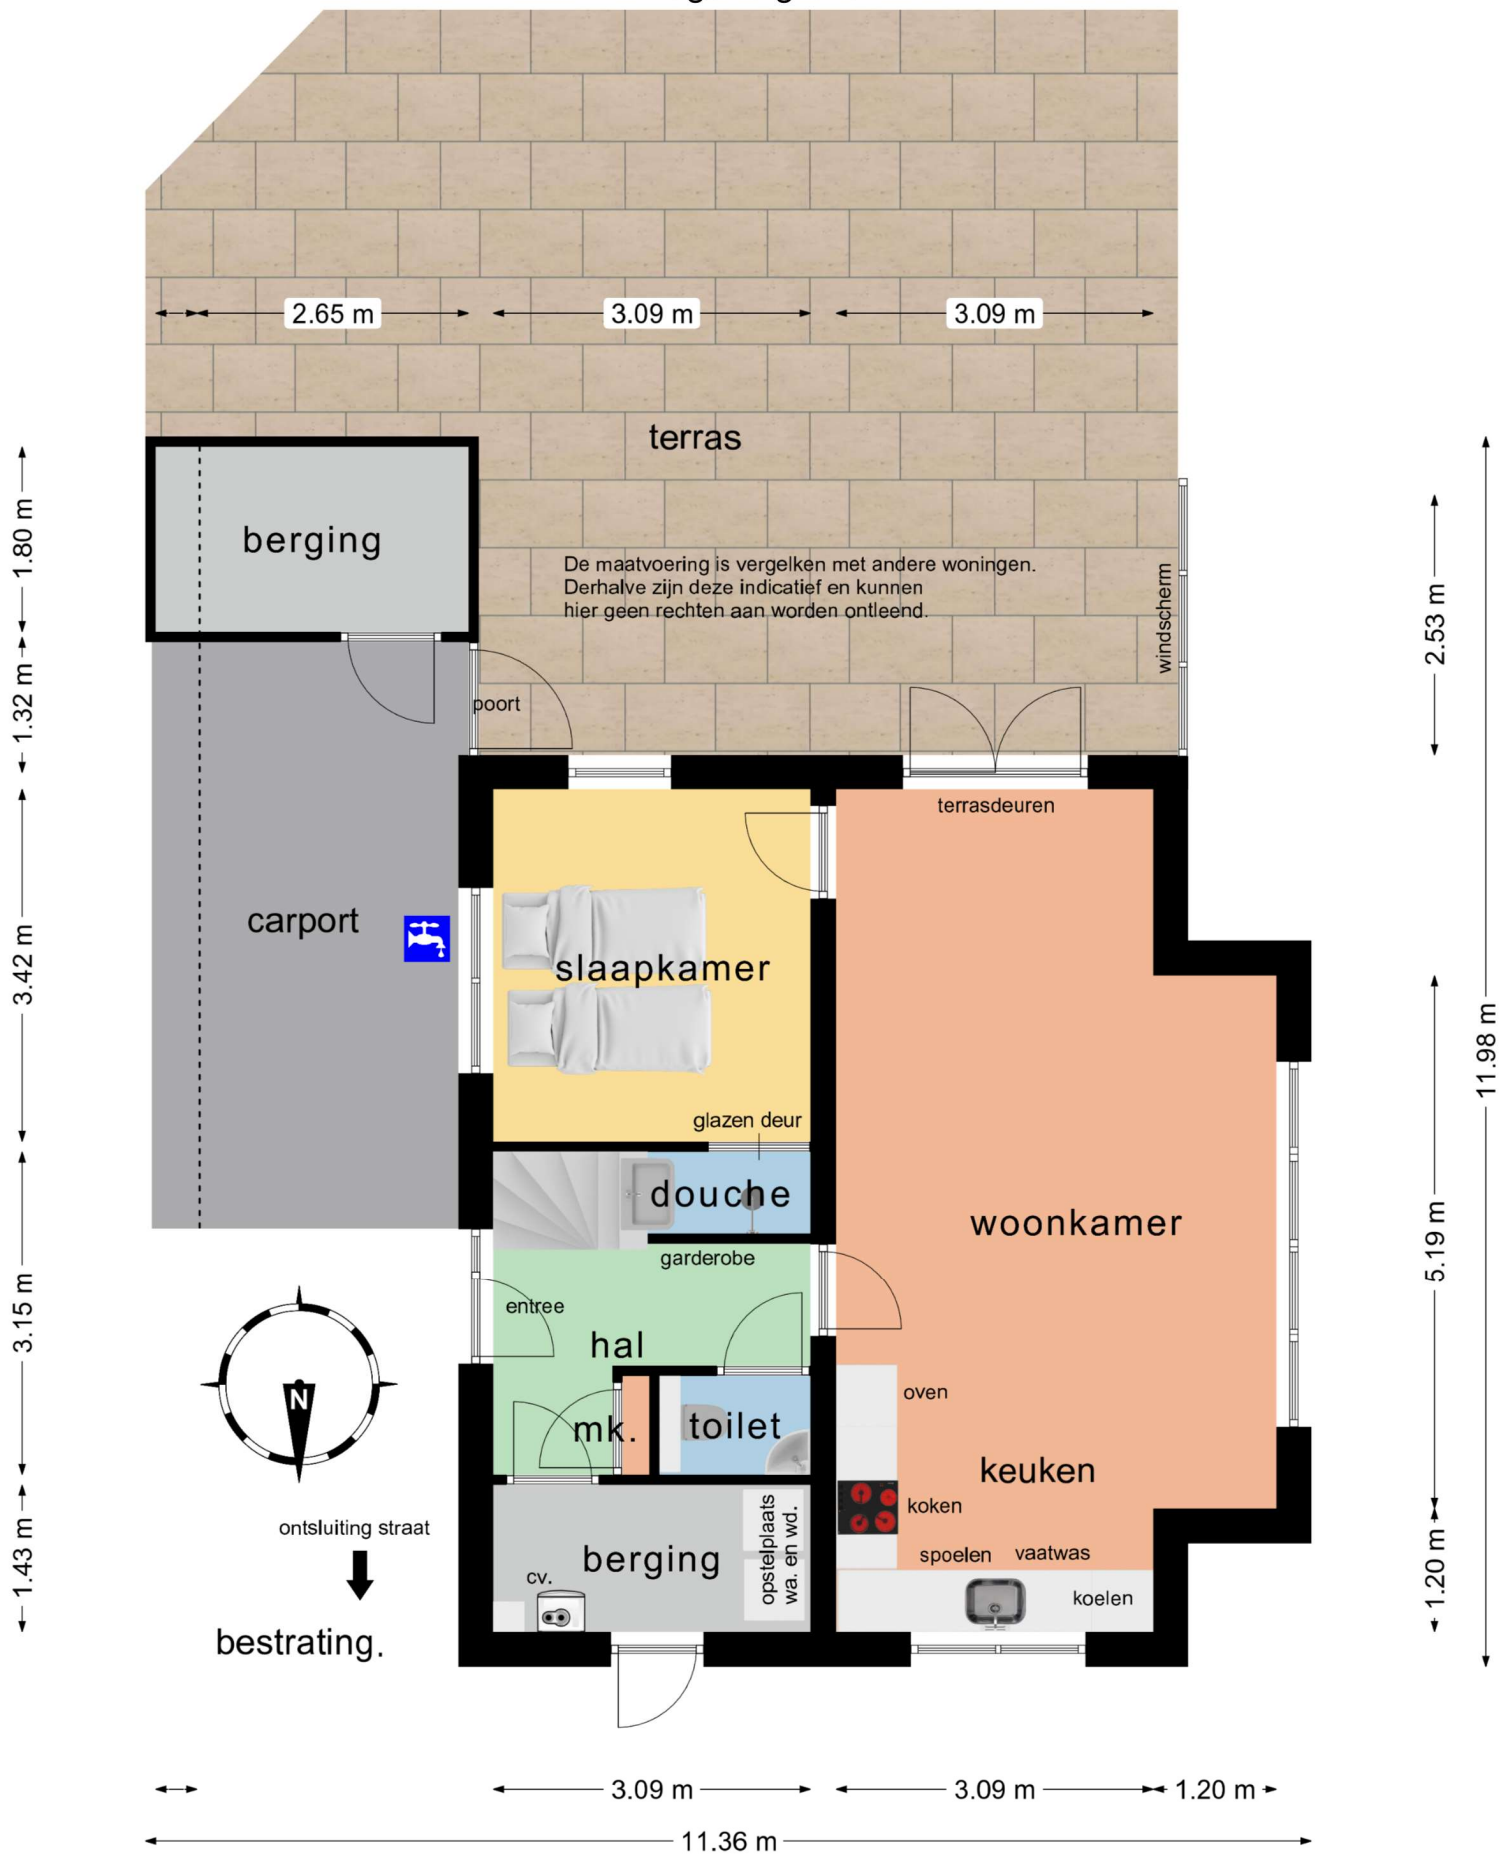 2.65 m
3.09 m
3.09 m
terras
berging
De maatvoering is vergelken met andere woningen.
Derhalve zijn deze indicatief en kunnen
hier geen rechten aan worden ontleend.
windscherm
poort
1.80 m
1.32 m
3.42 m
3.15 m
1.43 m
2.53 m
11.98 m
5.19 m
1.20 m
terrasdeuren
carport
slaapkamer
glazen deur
douche
woonkamer
garderobe
entree
hal
N
mk.
toilet
oven
keuken
koken
ontsluiting straat
spoelen
vaatwas
berging
opstelplaats
wa. en wd.
cv.
koelen
bestrating.
3.09 m
3.09 m
1.20 m
11.36 m